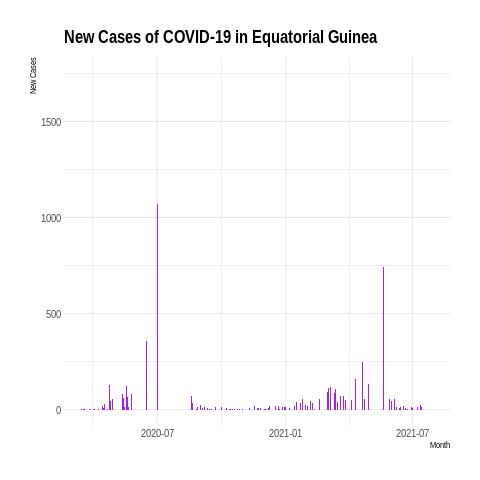 New Cases of COVID-19 in Equatorial Guinea
New Cases
1500
1000
500
0
2020-07
2021-01
2021-07
Month